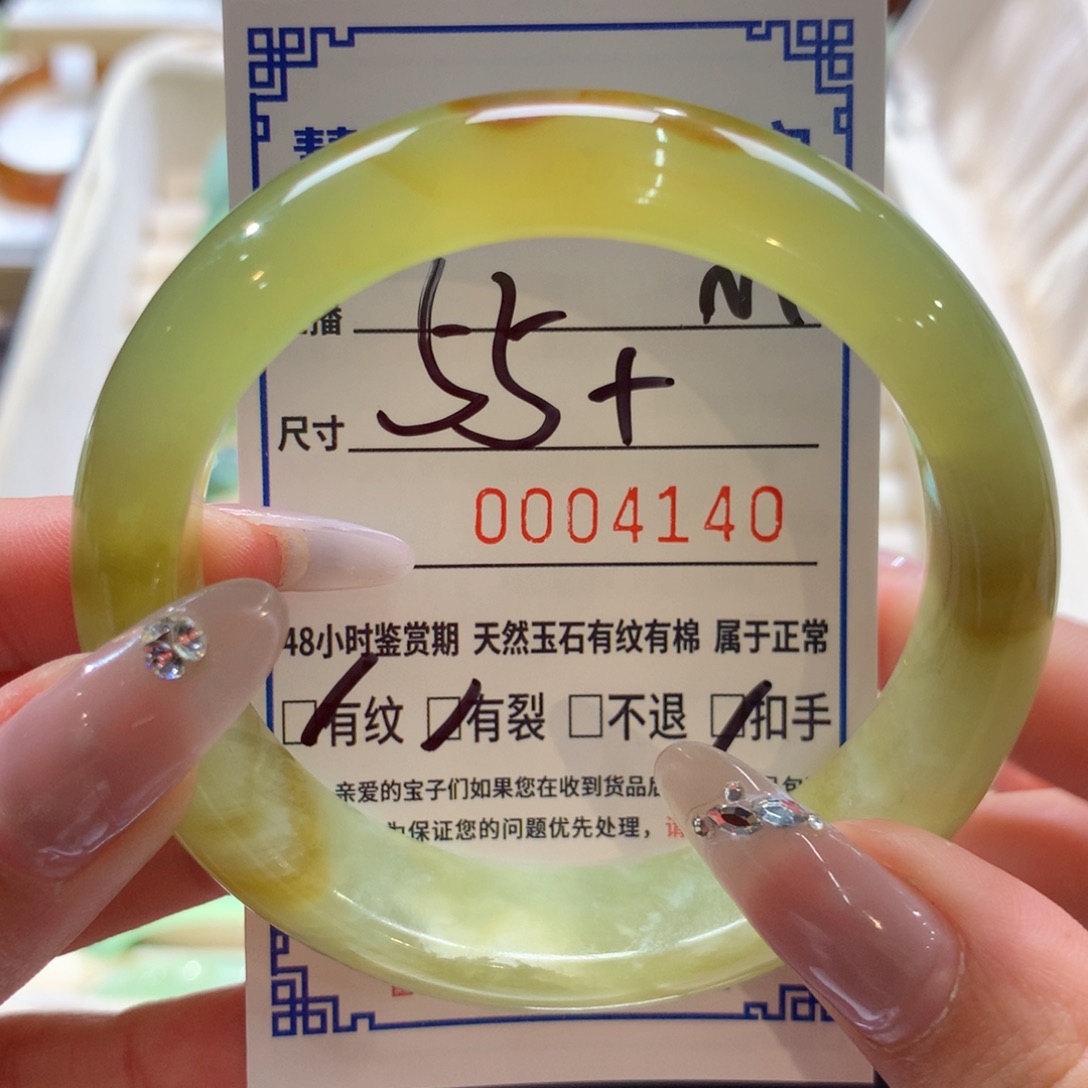 播
尺寸 55+
0004140
48小时鉴赏期 天然玉石有纹有棉 属于正常
□有纹 □有裂 □不退 □扣手
亲爱的宝子们如果您在收到货品
保证您的问题优先处理，